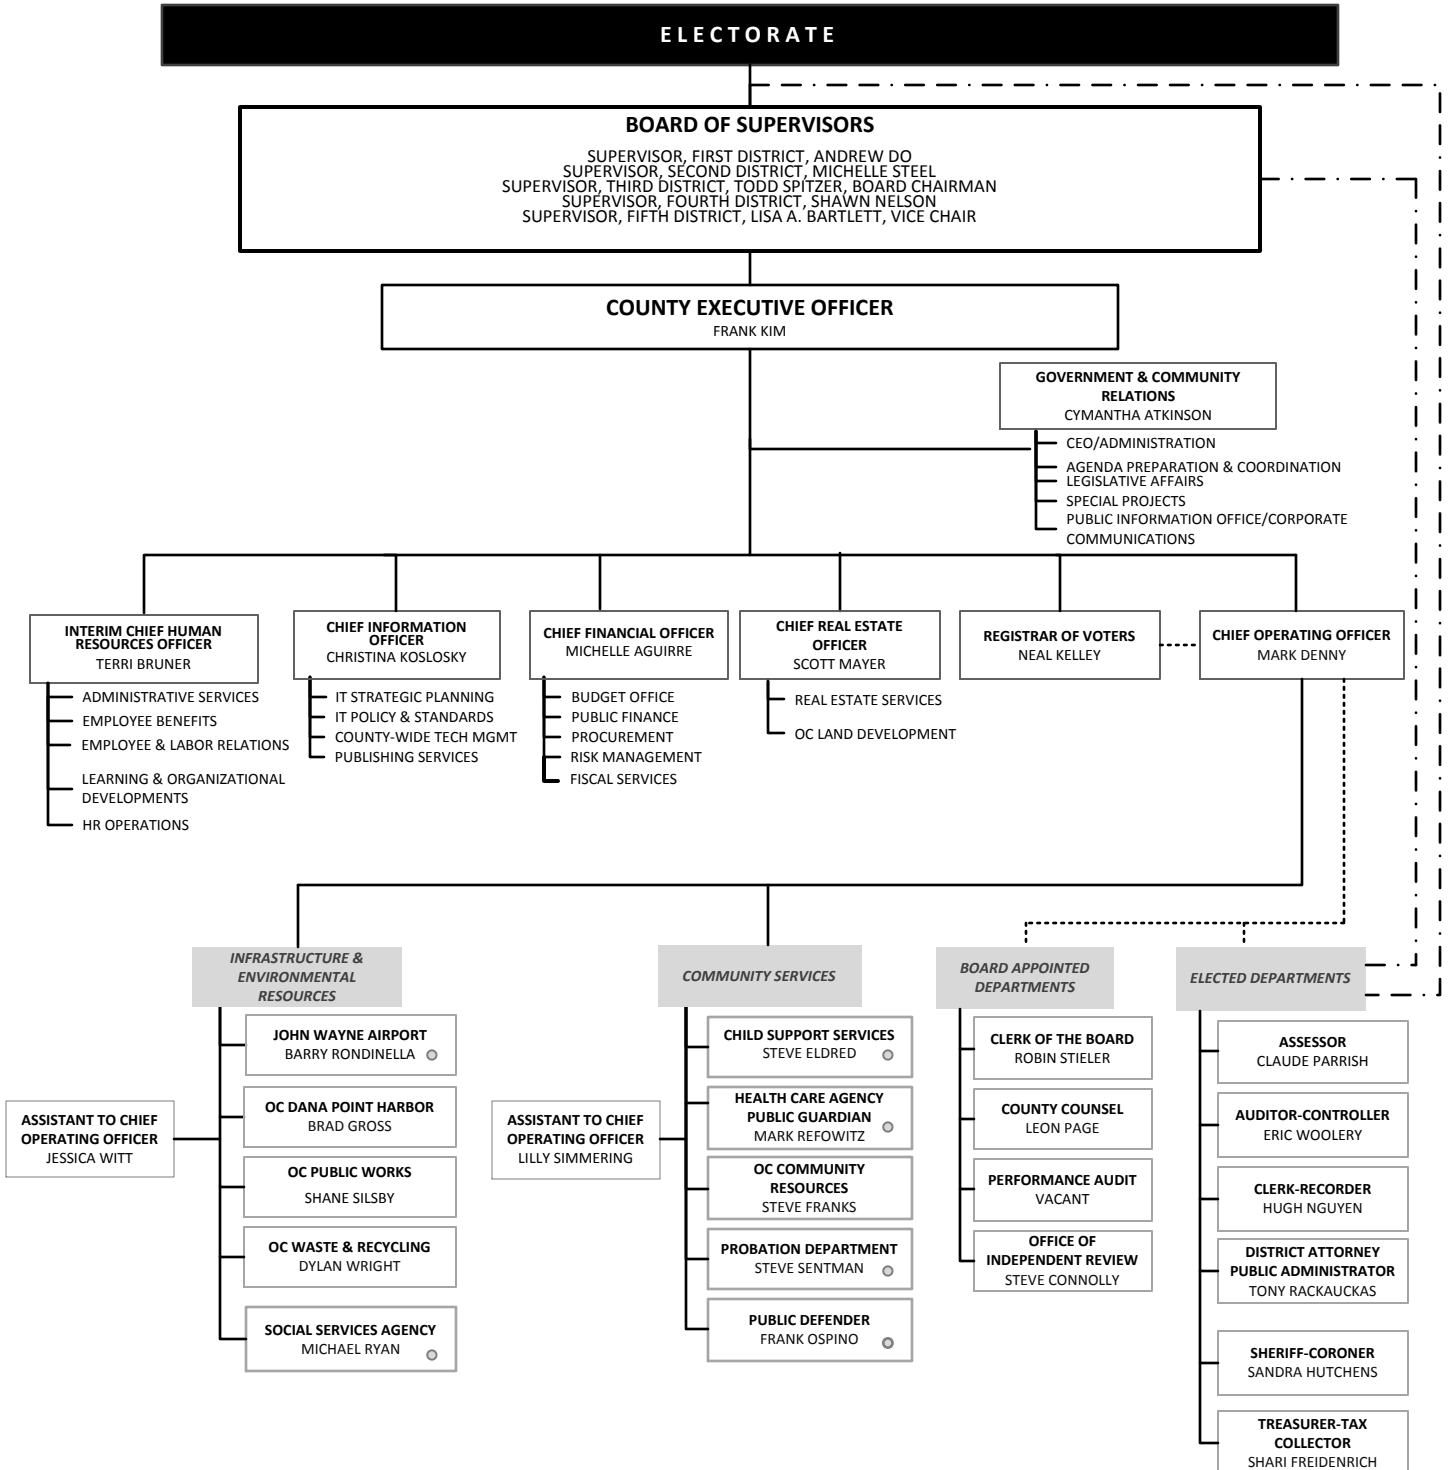 ELECTORATE
BOARD OF SUPERVISORS
SUPERVISOR, FIRST DISTRICT, ANDREW DO
SUPERVISOR, SECOND DISTRICT, MICHELLE STEEL
SUPERVISOR, THIRD DISTRICT, TODD SPITZER, BOARD CHAIRMAN
SUPERVISOR, FOURTH DISTRICT, SHAWN NELSON
SUPERVISOR, FIFTH DISTRICT, LISA A. BARTLETT, VICE CHAIR
COUNTY EXECUTIVE OFFICER
FRANK KIM
GOVERNMENT & COMMUNITY
RELATIONS
CYMANTHA ATKINSON
CEO/ADMINISTRATION
AGENDA PREPARATION & COORDINATION
LEGISLATIVE AFFAIRS
SPECIAL PROJECTS
PUBLIC INFORMATION OFFICE/CORPORATE
COMMUNICATIONS
INTERIM CHIEF HUMAN
RESOURCES OFFICER
TERRI BRUNER
ADMINISTRATIVE SERVICES
EMPLOYEE BENEFITS
EMPLOYEE & LABOR RELATIONS
LEARNING & ORGANIZATIONAL
DEVELOPMENTS
HR OPERATIONS
CHIEF INFORMATION
OFFICER
CHRISTINA KOSLOSKY
IT STRATEGIC PLANNING
IT POLICY & STANDARDS
COUNTY-WIDE TECH MGMT
PUBLISHING SERVICES
CHIEF FINANCIAL OFFICER
MICHELLE AGUIRRE
BUDGET OFFICE
PUBLIC FINANCE
PROCUREMENT
RISK MANAGEMENT
FISCAL SERVICES
CHIEF REAL ESTATE
OFFICER
SCOTT MAYER
REAL ESTATE SERVICES
OC LAND DEVELOPMENT
REGISTRAR OF VOTERS
NEAL KELLEY
CHIEF OPERATING OFFICER
MARK DENNY
INFRASTRUCTURE &
ENVIRONMENTAL
RESOURCES
JOHN WAYNE AIRPORT
BARRY RONDINELLA
OC DANA POINT HARBOR
BRAD GROSS
ASSISTANT TO CHIEF
OPERATING OFFICER
JESSICA WITT
OC PUBLIC WORKS
SHANE SILSBY
OC WASTE & RECYCLING
DYLAN WRIGHT
SOCIAL SERVICES AGENCY
MICHAEL RYAN
COMMUNITY SERVICES
CHILD SUPPORT SERVICES
STEVE ELDRED
HEALTH CARE AGENCY
PUBLIC GUARDIAN
MARK REFOWITZ
ASSISTANT TO CHIEF
OPERATING OFFICER
LILLY SIMMERING
OC COMMUNITY
RESOURCES
STEVE FRANKS
PROBATION DEPARTMENT
STEVE SENTMAN
PUBLIC DEFENDER
FRANK OSPINO
BOARD APPOINTED
DEPARTMENTS
CLERK OF THE BOARD
ROBIN STIELER
COUNTY COUNSEL
LEON PAGE
PERFORMANCE AUDIT
VACANT
OFFICE OF
INDEPENDENT REVIEW
STEVE CONNOLLY
ELECTED DEPARTMENTS
ASSESSOR
CLAUDE PARRISH
AUDITOR-CONTROLLER
ERIC WOOLERY
CLERK-RECORDER
HUGH NGUYEN
DISTRICT ATTORNEY
PUBLIC ADMINISTRATOR
TONY RACKAUCKAS
SHERIFF-CORONER
SANDRA HUTCHENS
TREASURER-TAX
COLLECTOR
SHARI FREIDENRICH